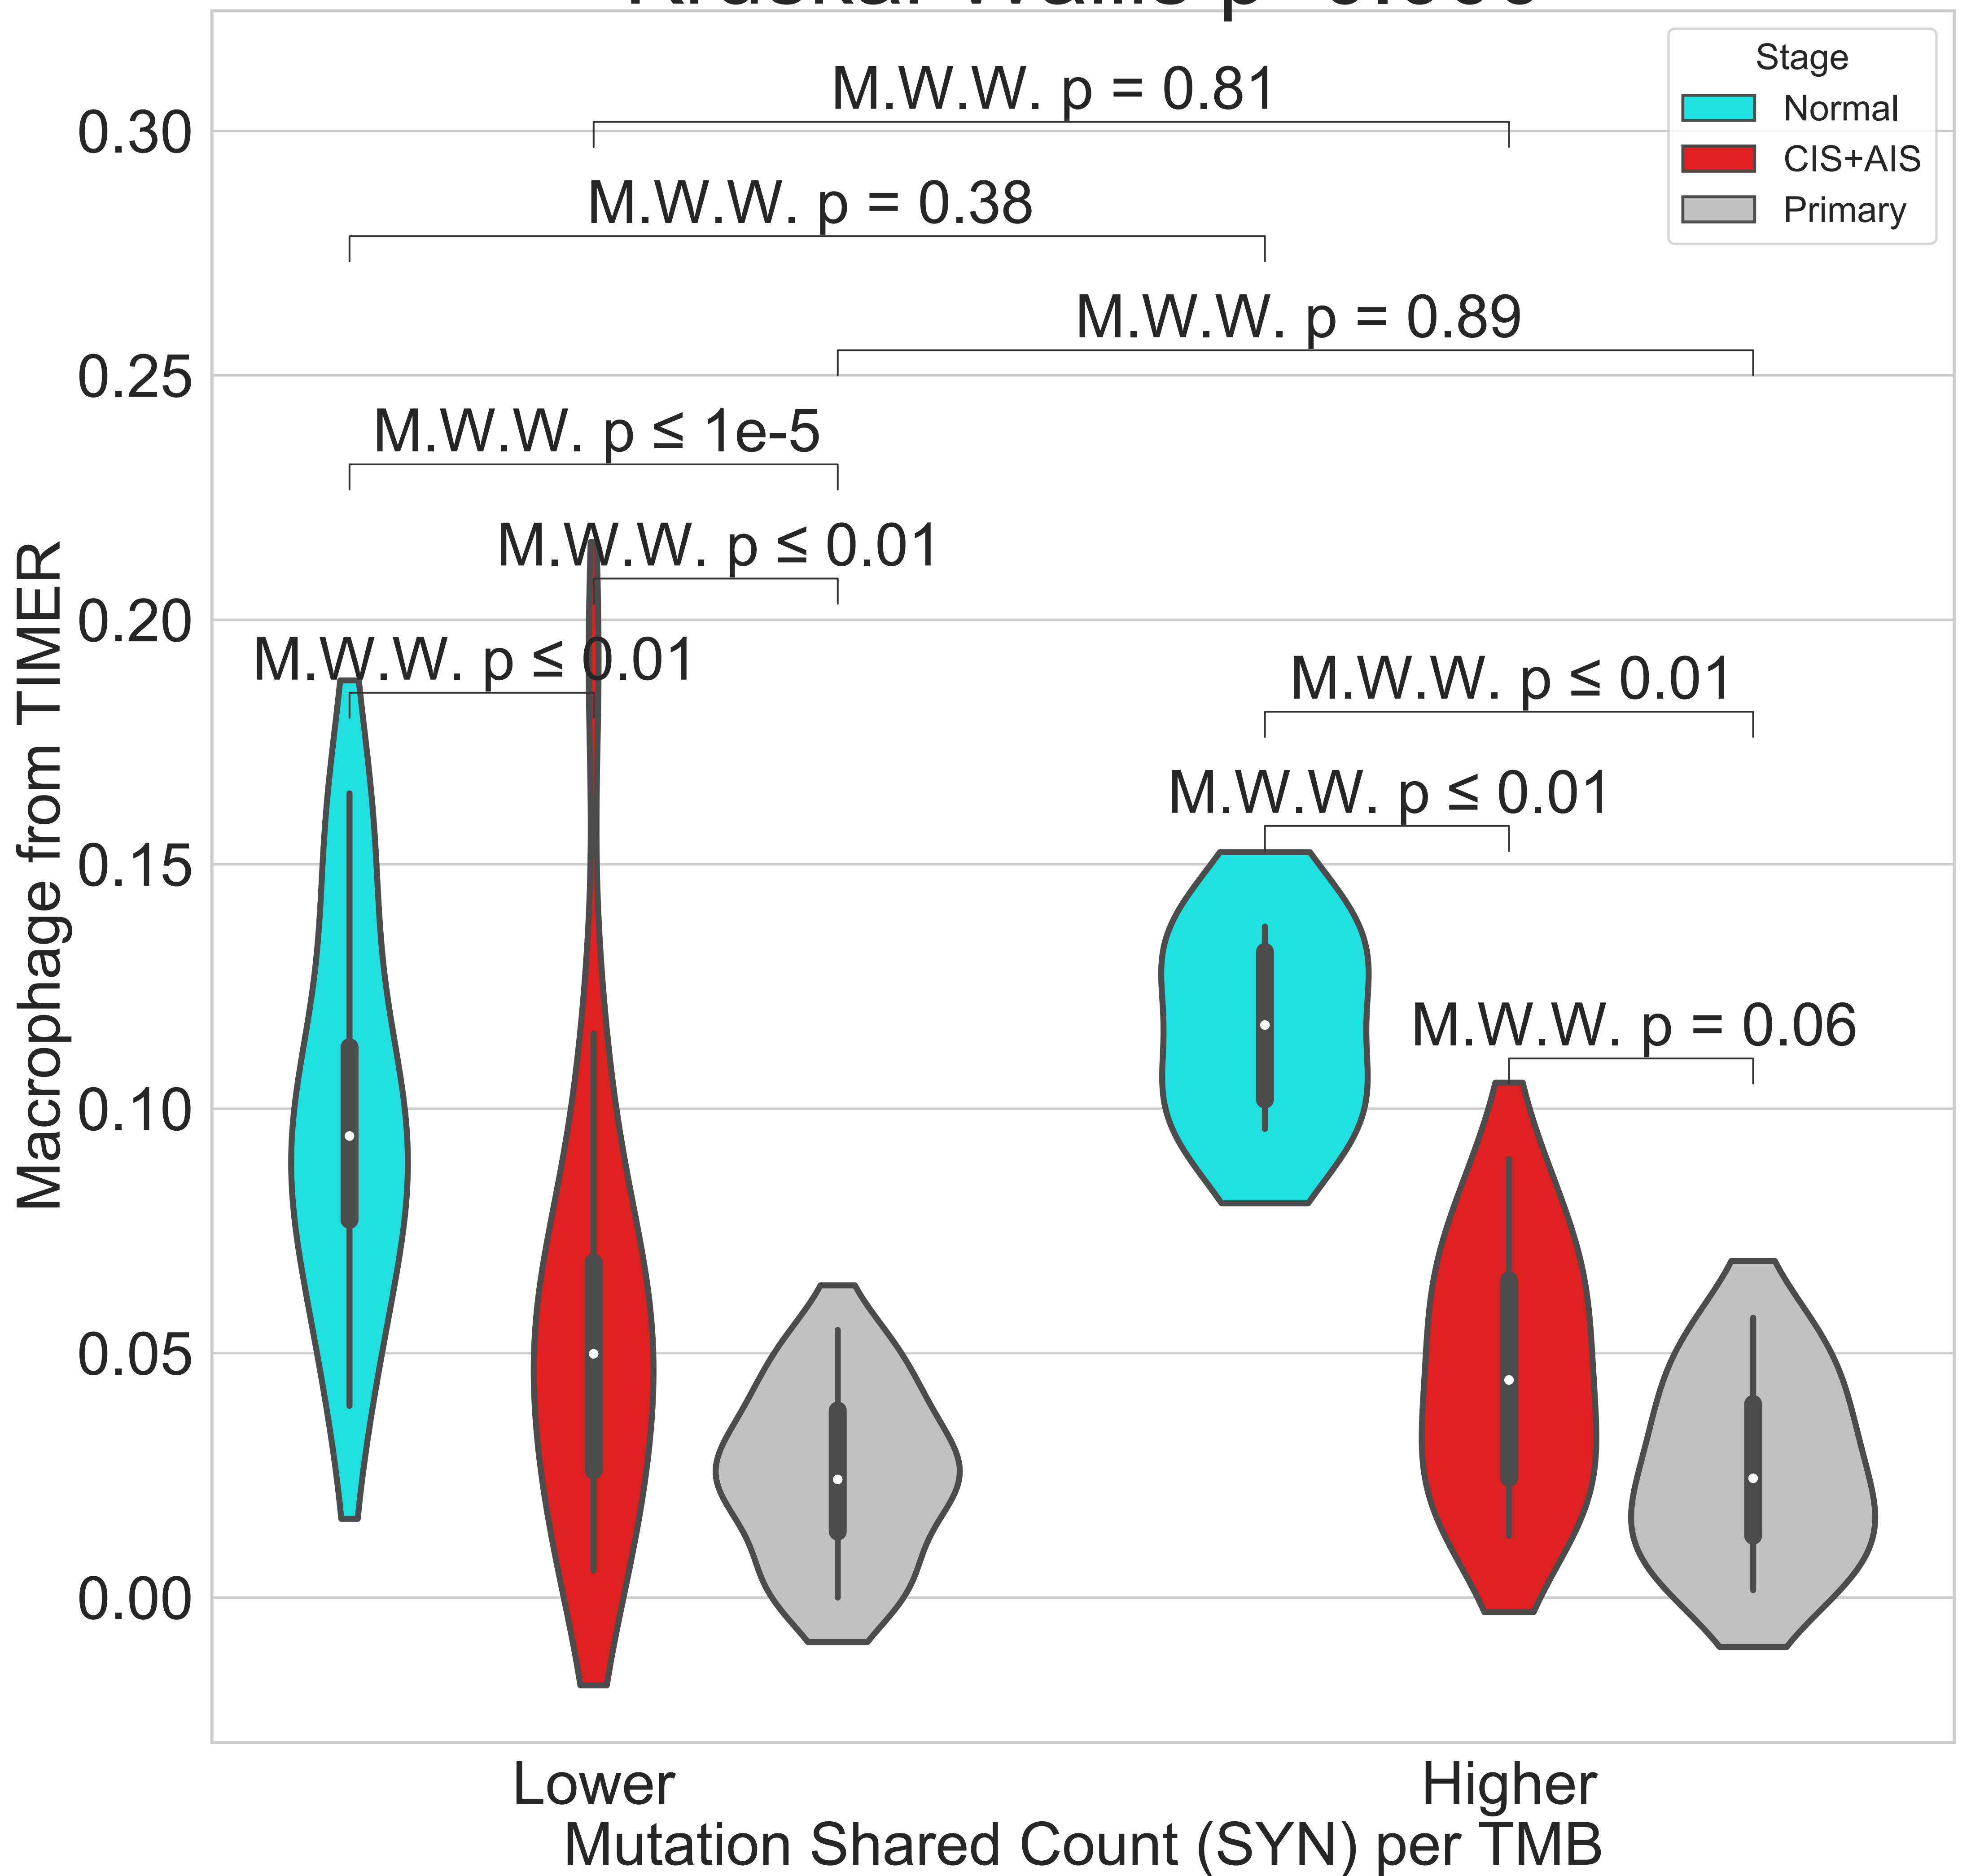 Stage
Normal
CIS+AIS
Primary
M.W.W. p = 0.81
M.W.W. p = 0.38
M.W.W. p = 0.89
M.W.W. p ≤ 1e-5
M.W.W. p ≤ 0.01
M.W.W. p ≤ 0.01
M.W.W. p ≤ 0.01
M.W.W. p ≤ 0.01
M.W.W. p = 0.06
0.30
0.25
0.20
0.15
0.10
0.05
0.00
Macrophage from TIMER
Lower
Higher
Mutation Shared Count (SYN) per TMB